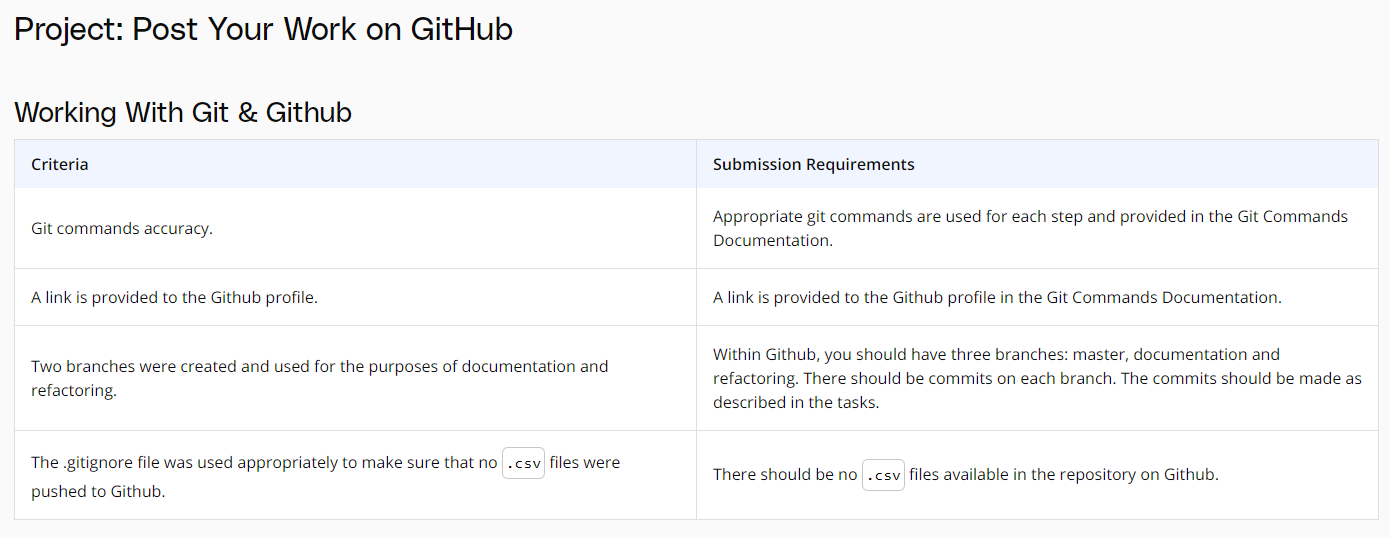 Project: Post Your Work on GitHub
Working With Git & Github
Criteria
Submission Requirements
Git commands accuracy.
Appropriate git commands are used for each step and provided in the Git Commands
Documentation.
A link is provided to the Github profile.
A link is provided to the Github profile in the Git Commands Documentation.
Two branches were created and used for the purposes of documentation and
refactoring.
Within Github, you should have three branches: master, documentation and
refactoring. There should be commits on each branch. The commits should be made as
described in the tasks.
The .gitignore file was used appropriately to make sure that no .csv files were
pushed to Github.
There should be no .csv files available in the repository on Github.